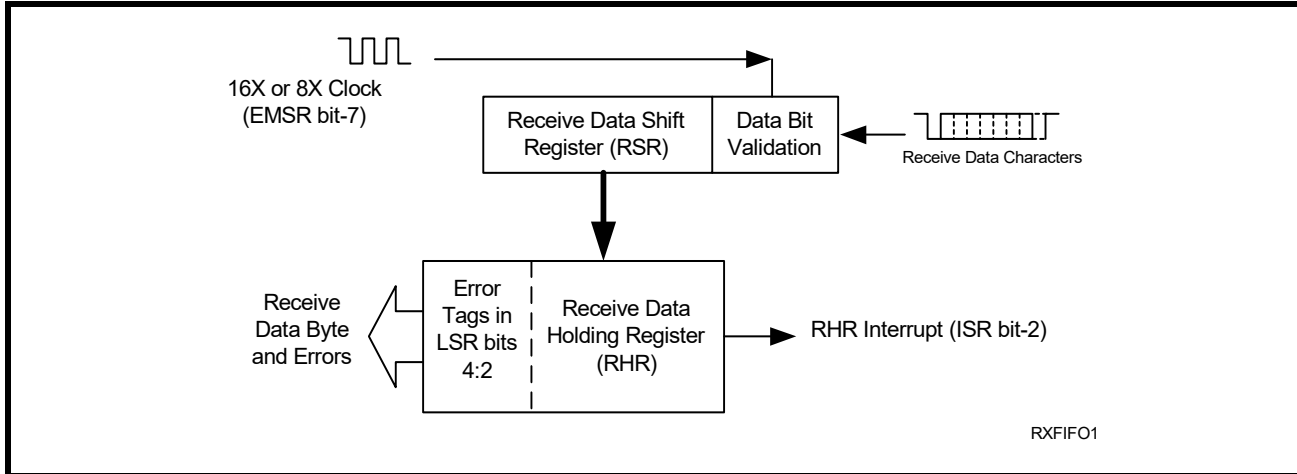 16X or 8X Clock
(EMSR bit-7)
Receive Data Shift
Register (RSR)
Data Bit
Validation
Receive Data Characters
Receive
Data Byte
and Errors
Error
Tags in
LSR bits
4:2
Receive Data
Holding Register
(RHR)
RHR Interrupt (ISR bit-2)
RXFIFO1